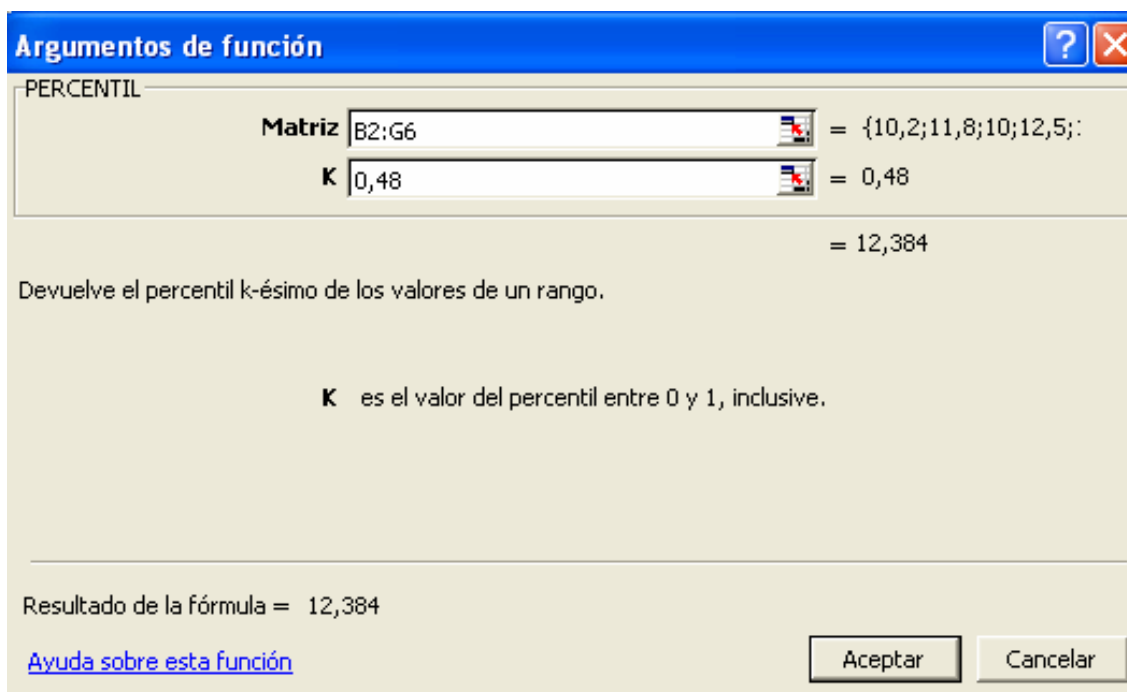 Argumentos de función
PERCENTIL
Matriz B2:G6 = {10,2;11,8;10;12,5;:
K 0,48 = 0,48
= 12,384
Devuelve el percentil k-ésimo de los valores de un rango.
K es el valor del percentil entre 0 y 1, inclusive.
Resultado de la fórmula = 12,384
Ayuda sobre esta función
Aceptar
Cancelar